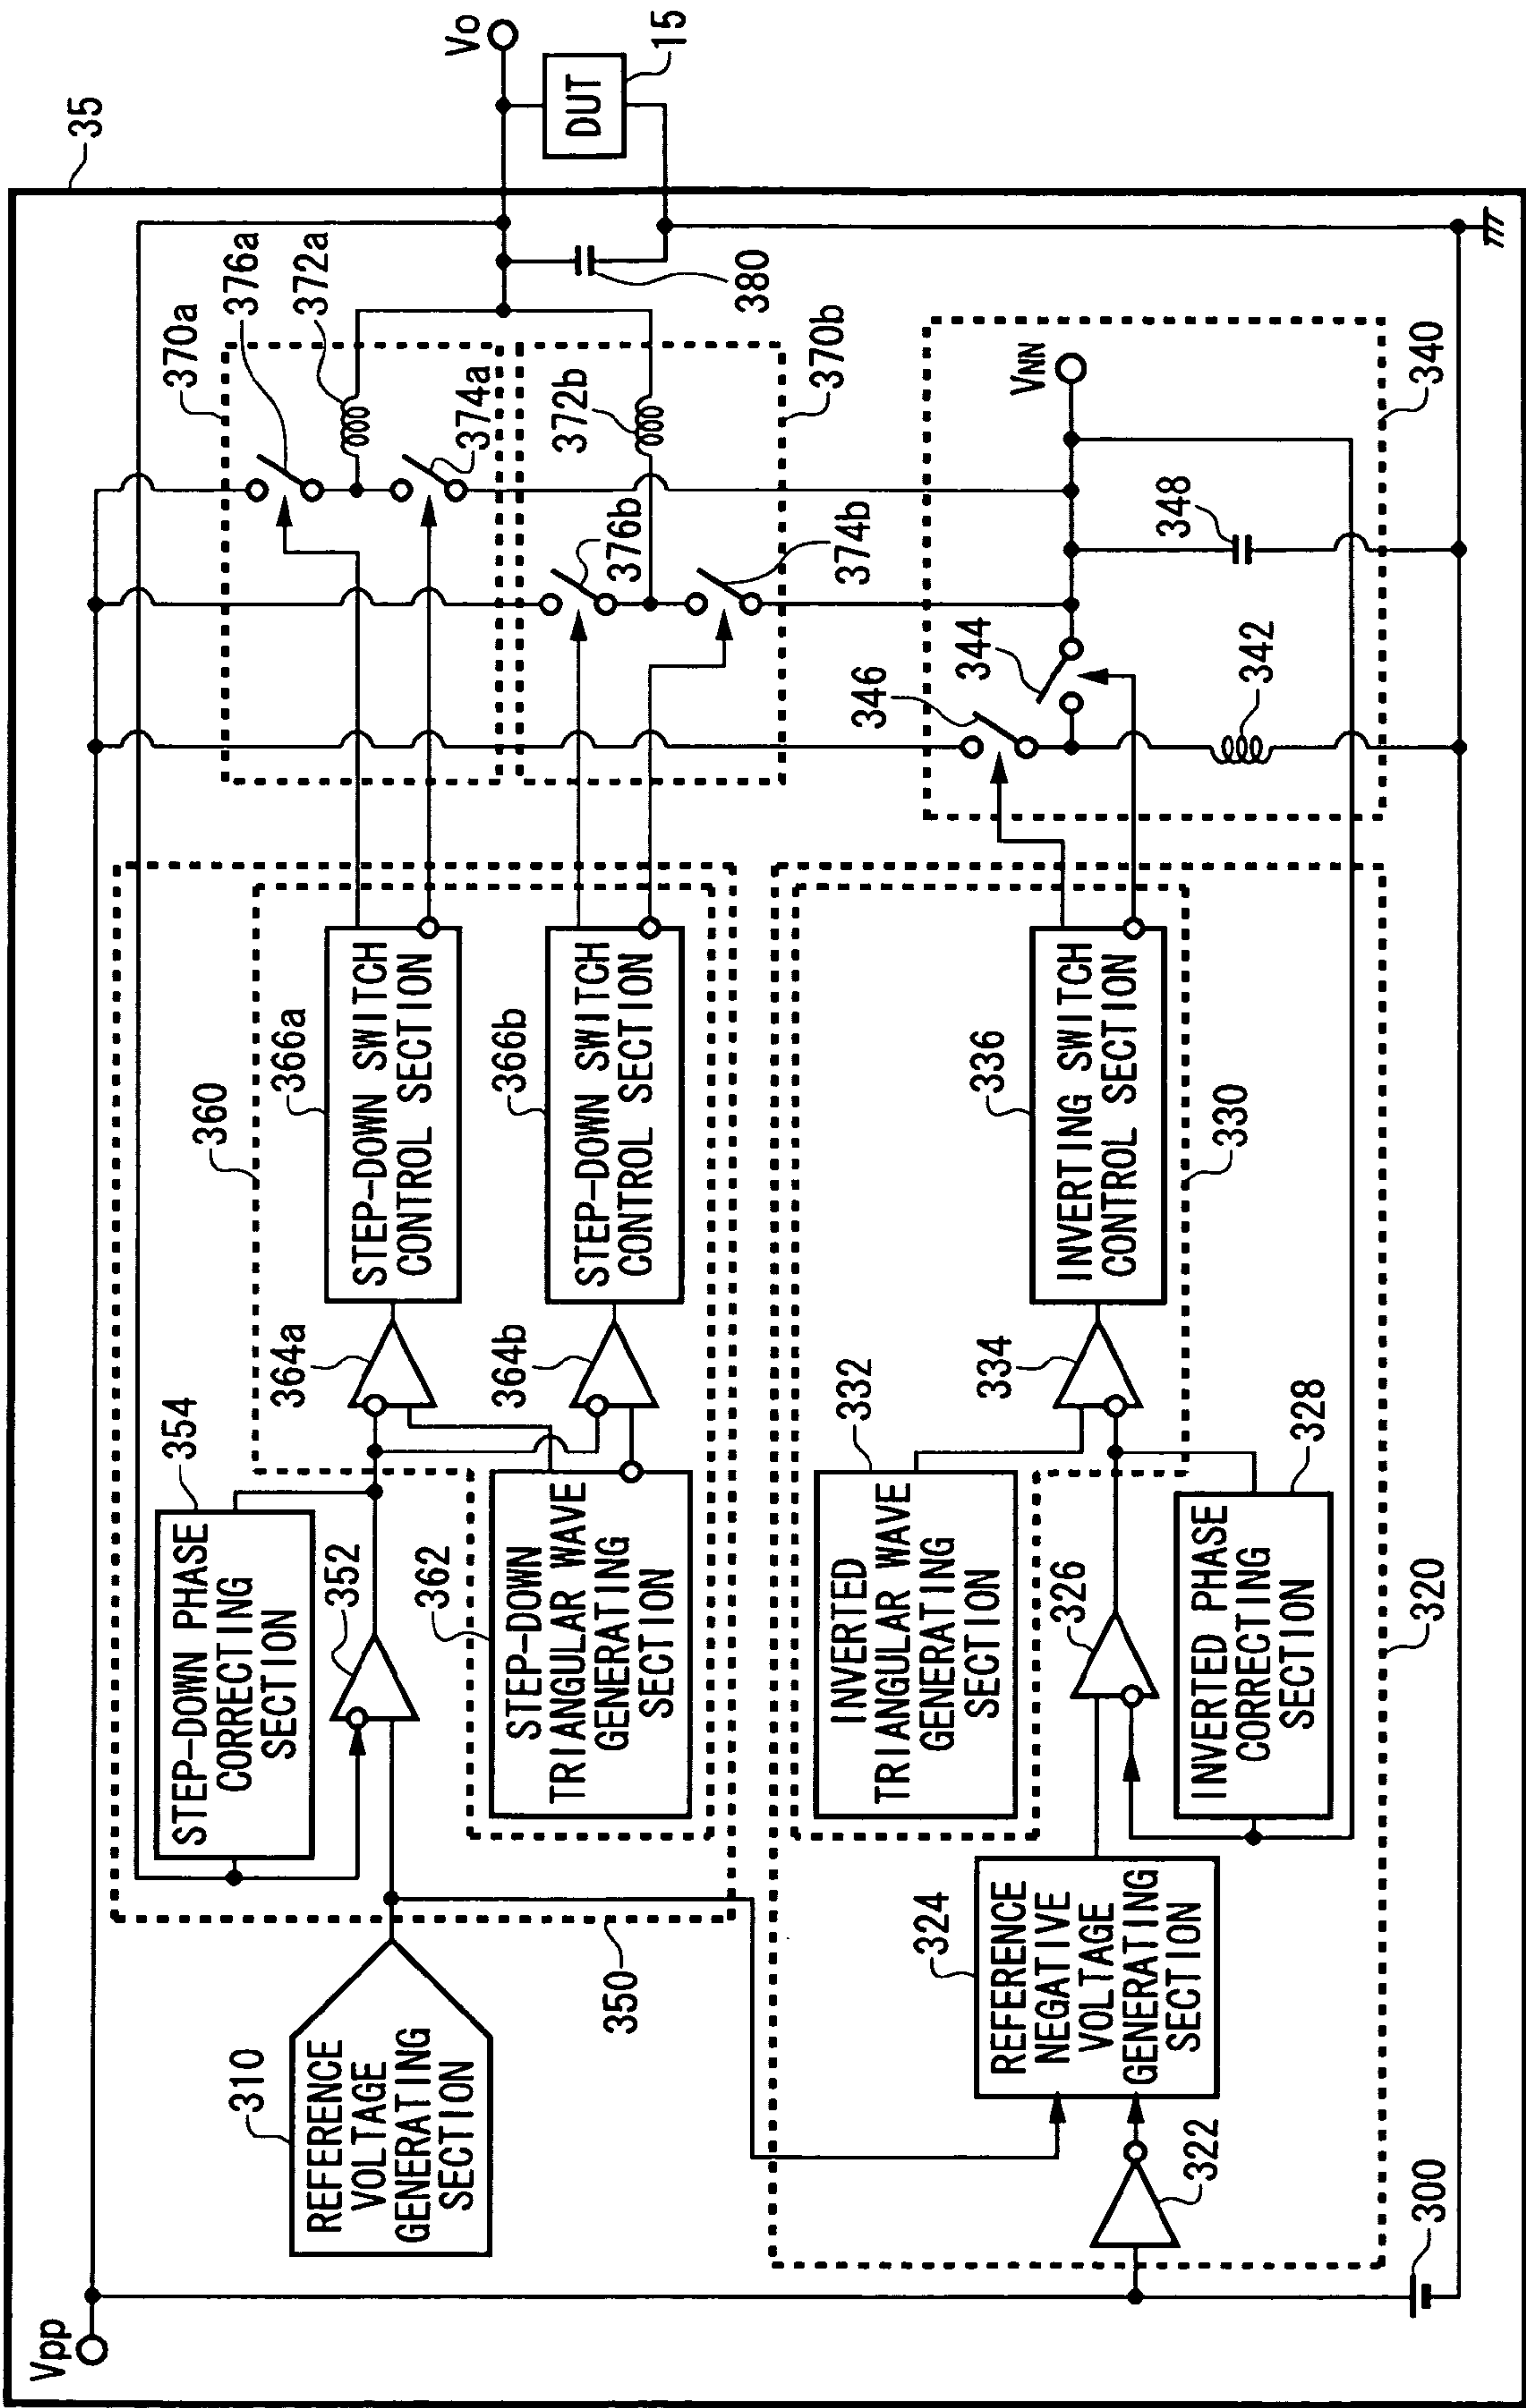 35
Vpp
Vo
DUT
15
310
REFERENCE
VOLTAGE
GENERATING
SECTION
350
354
STEP-DOWN PHASE
CORRECTING
SECTION
352
362
STEP-DOWN
TRIANGULAR WAVE
GENERATING
SECTION
360
364a
364b
366a
STEP-DOWN SWITCH
CONTROL SECTION
366b
STEP-DOWN SWITCH
CONTROL SECTION
370a
376a
372a
374a
370b
372b
376b
374b
380
300
322
324
REFERENCE
NEGATIVE
VOLTAGE
GENERATING
SECTION
320
326
328
INVERTED PHASE
CORRECTING
SECTION
332
INVERTED
TRIANGULAR WAVE
GENERATING
SECTION
334
330
336
INVERTING SWITCH
CONTROL SECTION
340
346
344
342
348
VNN